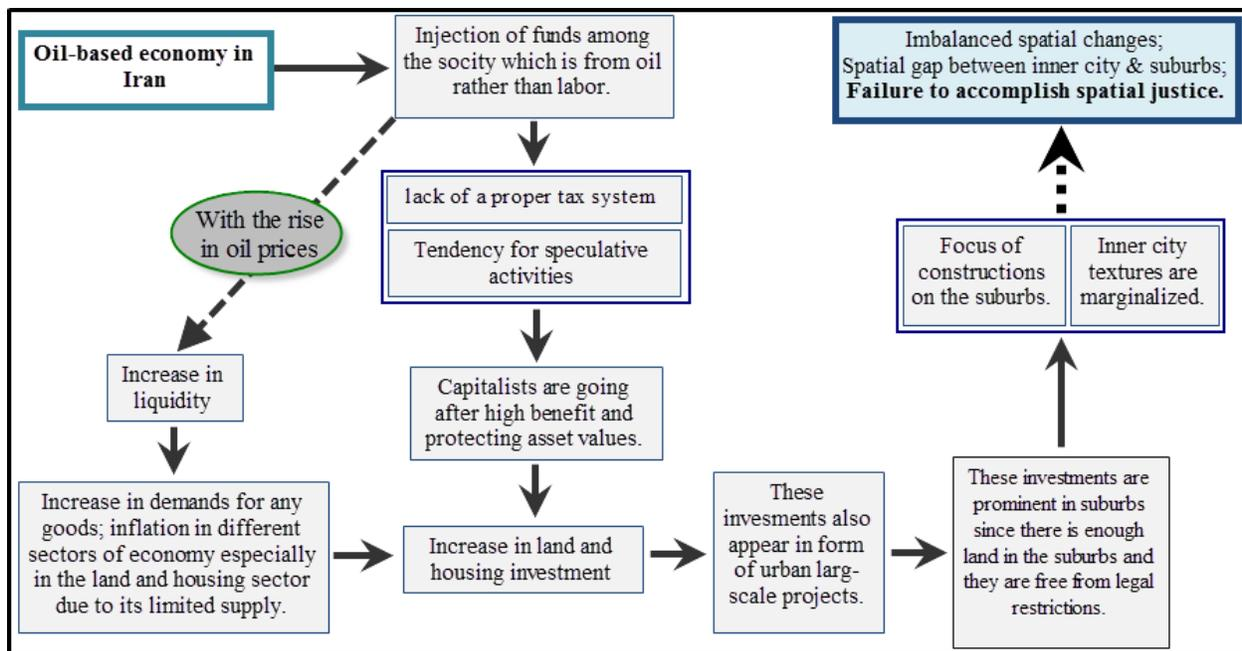 Oil-based economy in
Iran
Injection of funds among
the socity which is from oil
rather than labor.
With the rise
in oil prices
lack of a proper tax system
Tendency for speculative
activities
Increase in
liquidity
Capitalists are going
after high benefit and
protecting asset values.
Increase in demands for any
goods; inflation in different
sectors of economy especially
in the land and housing sector
due to its limited supply.
Increase in land and
housing investment
These
invesments also
appear in form
of urban larg-
scale projects.
These investments are
prominent in suburbs
since there is enough
land in the suburbs and
they are free from legal
restrictions.
Focus of
constructions
on the suburbs.
Inner city
textures are
marginalized.
Imbalanced spatial changes;
Spatial gap between inner city & suburbs;
Failure to accomplish spatial justice.